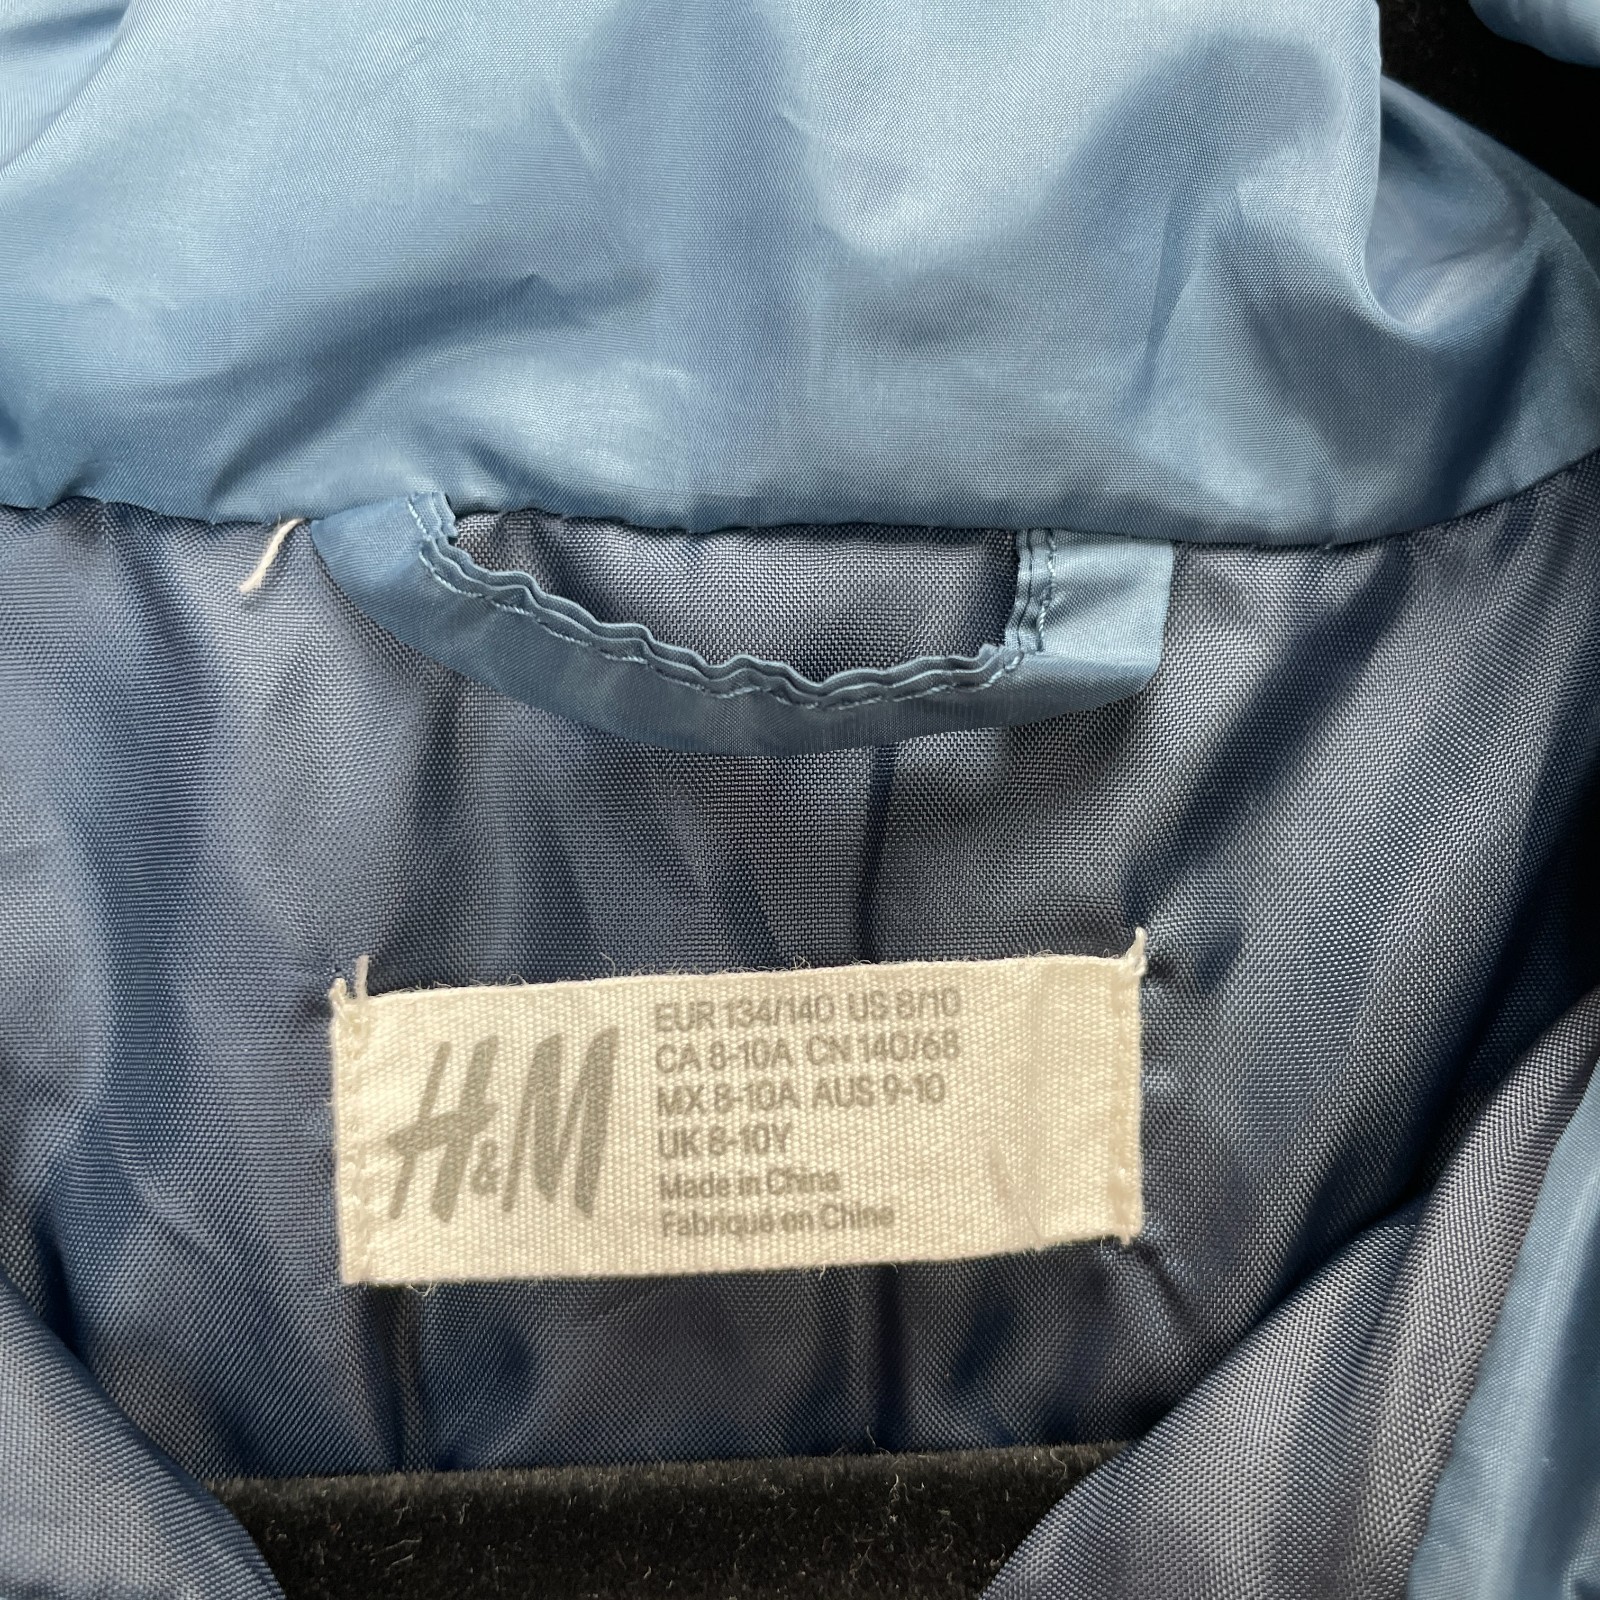 H&M
EUR 134/140 US 8/10
CA 8-10A CN 140/68
MX 8-10A AUS 9-10
UK 8-10Y
Made in China
Fabriqué en Chine